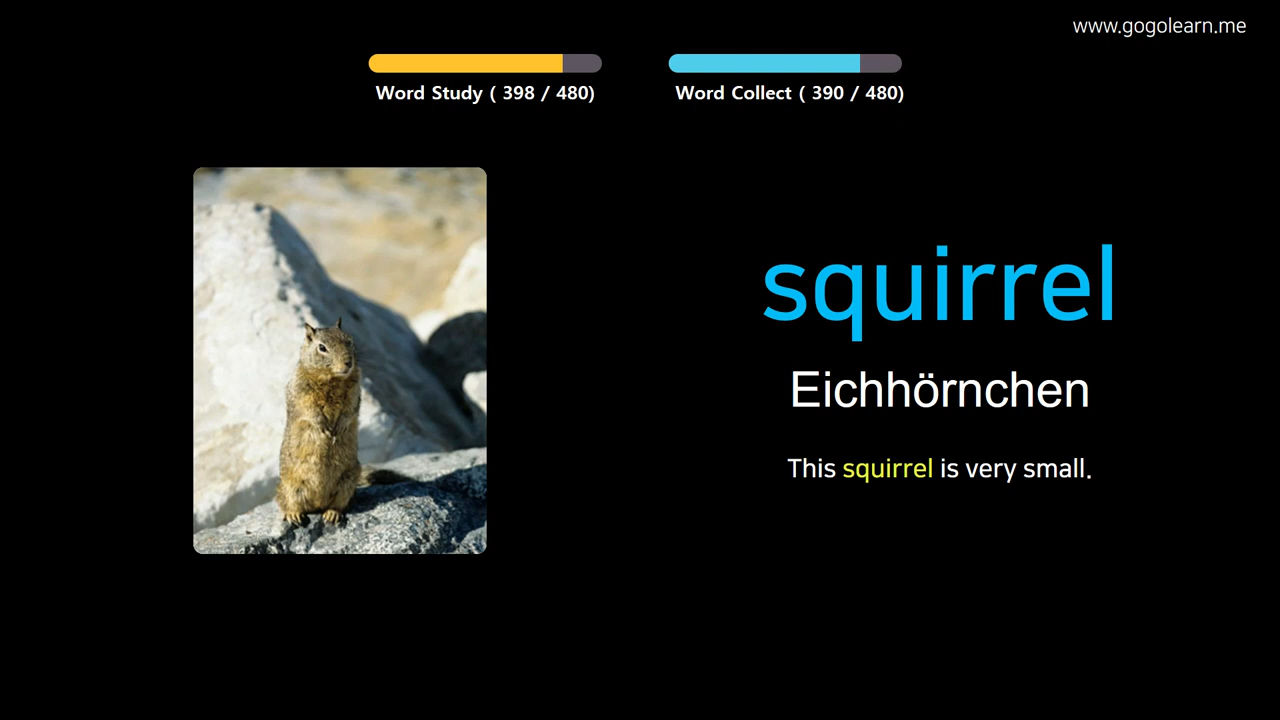 www.gogolearn.me
Word Study ( 398 / 480)
Word Collect ( 390 / 480)
squirrel
Eichhörnchen
This squirrel is very small.